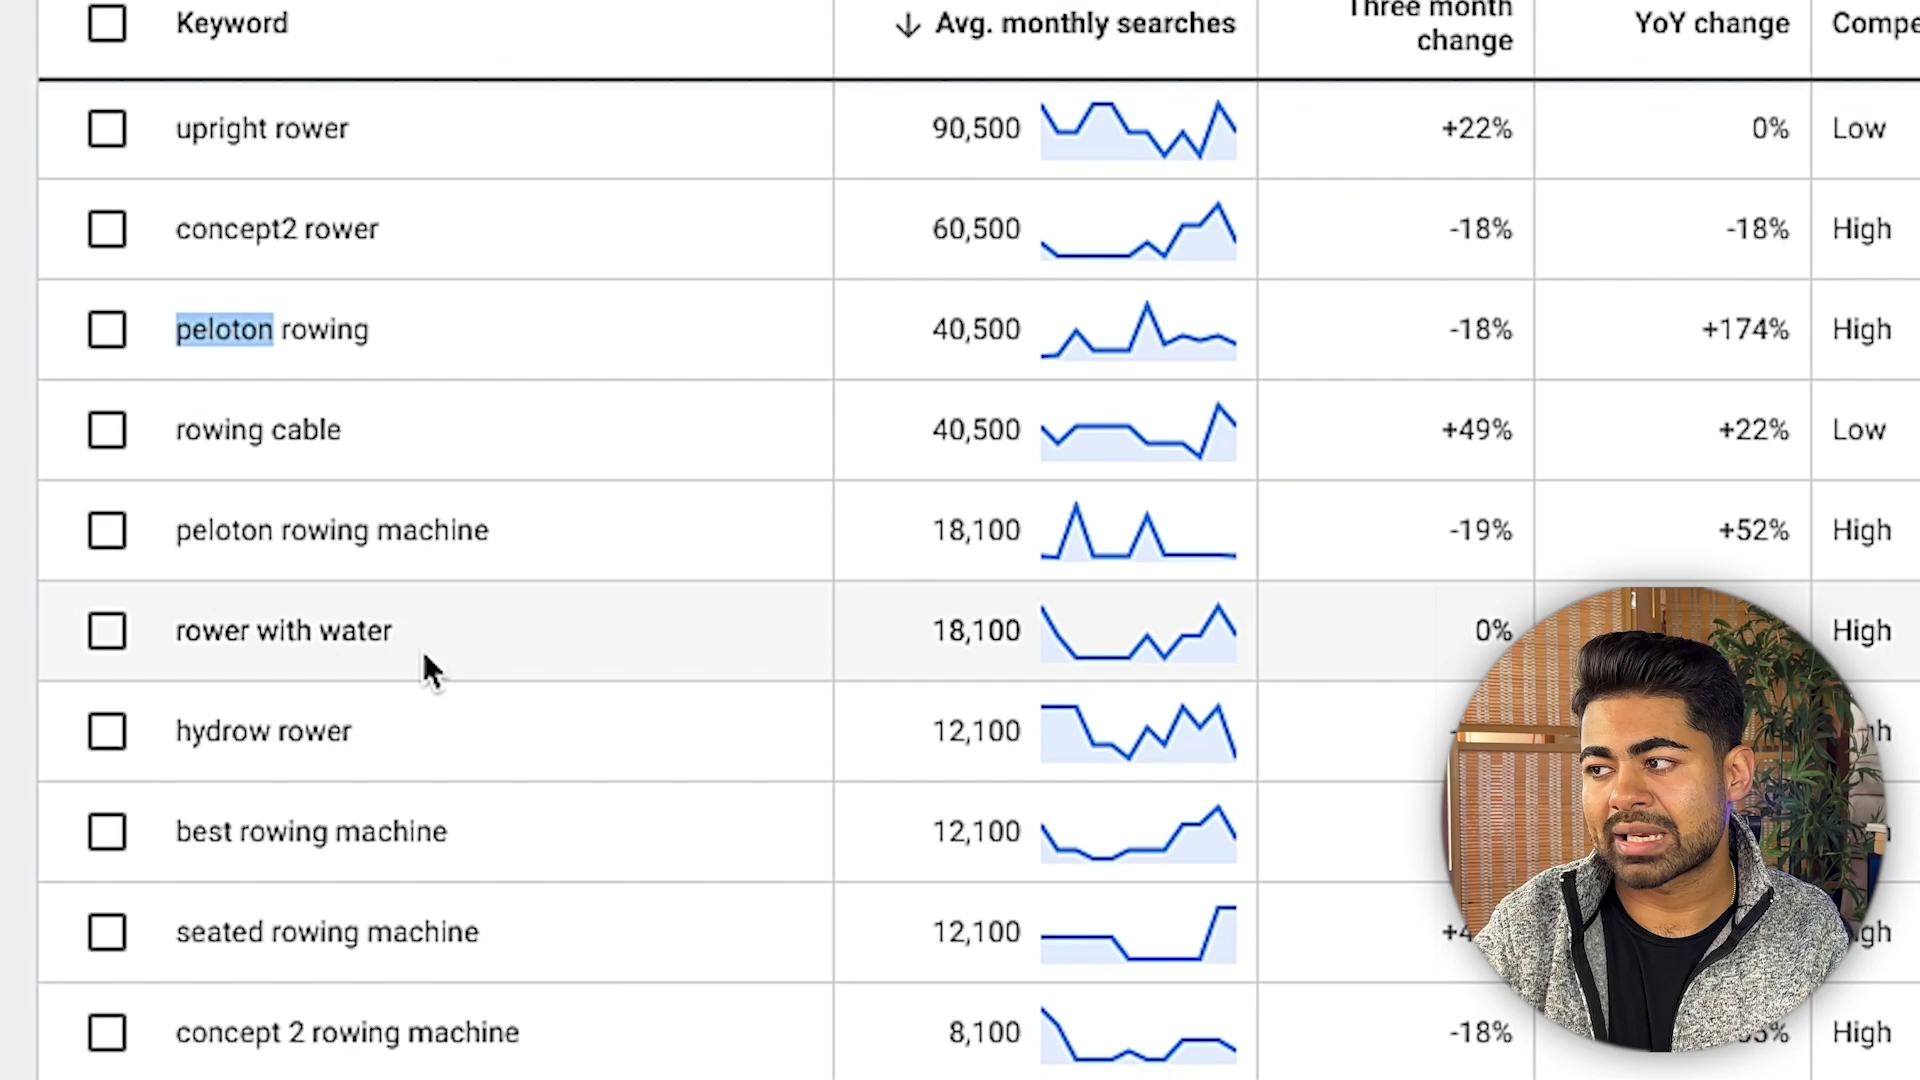 Keyword
Avg. monthly searches
Three month
change
YoY change
Compe
upright rower 90,500 +22% 0% Low
concept2 rower 60,500 -18% -18% High
peloton rowing 40,500 -18% +174% High
rowing cable 40,500 +49% +22% Low
peloton rowing machine 18,100 -19% +52% High
rower with water 18,100 0% High
hydrow rower 12,100
best rowing machine 12,100
seated rowing machine 12,100
concept 2 rowing machine 8,100 -18% High